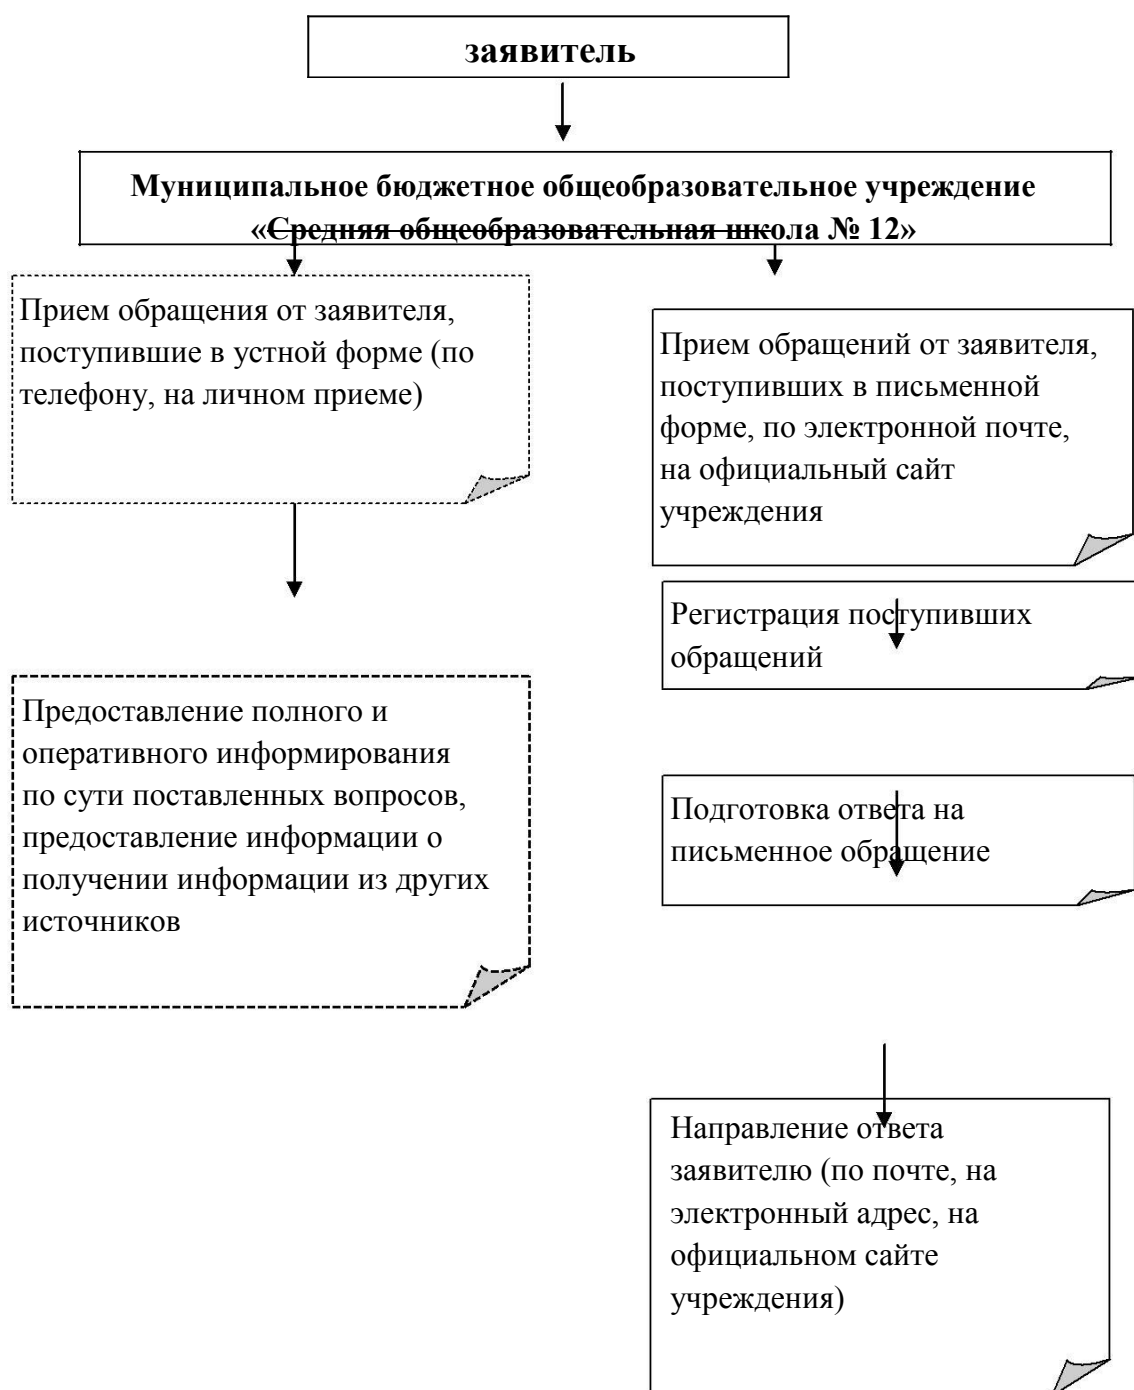 заявитель
Муниципальное бюджетное общеобразовательное учреждение
«Средняя общеобразовательная школа № 12»
Прием обращения от заявителя,
поступившие в устной форме (по
телефону, на личном приеме)
Прием обращений от заявителя,
поступивших в письменной
форме, по электронной почте,
на официальный сайт
учреждения
Регистрация поступивших
обращений
Предоставление полного и
оперативного информирования
по сути поставленных вопросов,
предоставление информации о
получении информации из других
источников
Подготовка ответа на
письменное обращение
Направление ответа
заявителю (по почте, на
электронный адрес, на
официальном сайте
учреждения)